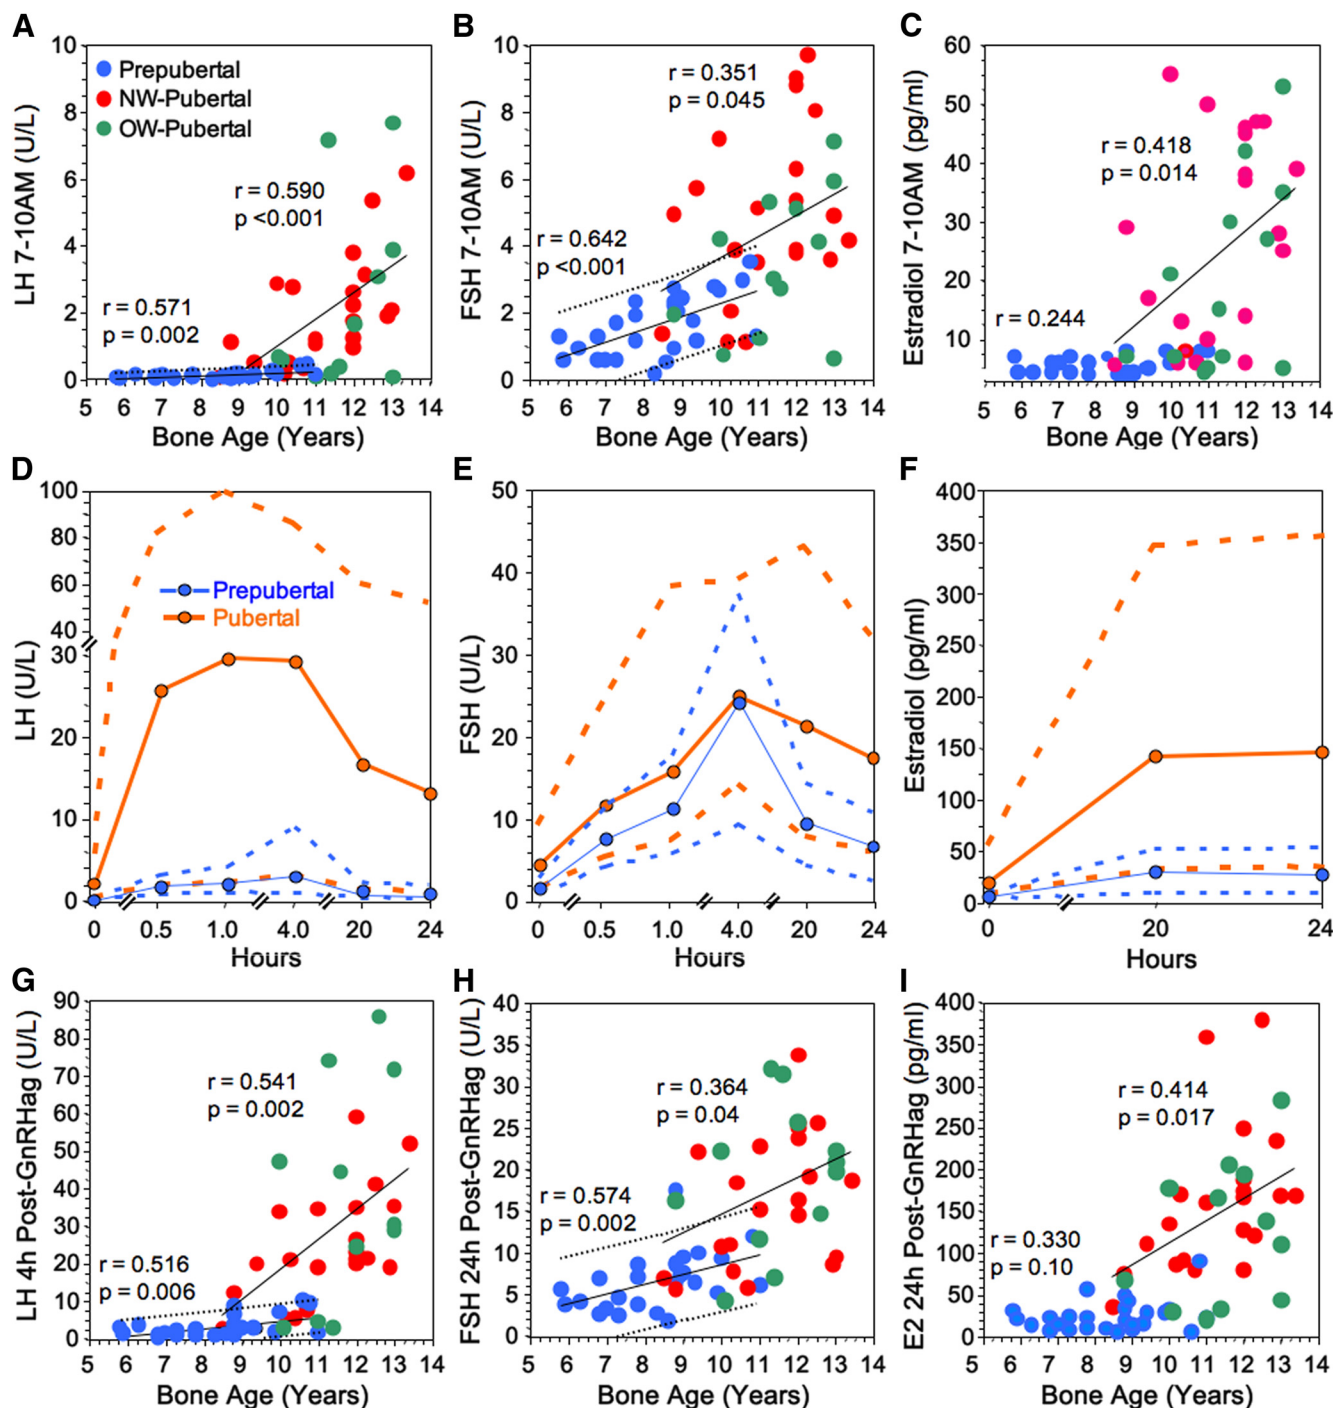 A
LH 7-10AM (U/L)
10
8
6
4
2
0
Prepubertal
NW-Pubertal
OW-Pubertal
r = 0.590
p <0.001
r = 0.571
p = 0.002
5 6 7 8 9 10 11 12 13 14
Bone Age (Years)
B
FSH 7-10AM (U/L)
10
8
6
4
2
0
r = 0.351
p = 0.045
r = 0.642
p <0.001
5 6 7 8 9 10 11 12 13 14
Bone Age (Years)
C
Estradiol 7-10AM (pg/ml)
60
50
40
30
20
10
r = 0.418
p = 0.014
r = 0.244
5 6 7 8 9 10 11 12 13 14
Bone Age (Years)
D
LH (U/L)
100
80
60
40
30
20
10
0
Prepubertal
Pubertal
0 0.5 1.0 4.0 20 24
Hours
E
FSH (U/L)
50
40
30
20
10
0
0 0.5 1.0 4.0 20 24
Hours
F
Estradiol (pg/ml)
400
350
300
250
200
150
100
50
0
0 20 24
Hours
G
LH 4h Post-GnRHag (U/L)
90
80
70
60
50
40
30
20
10
0
r = 0.541
p = 0.002
r = 0.516
p = 0.006
5 6 7 8 9 10 11 12 13 14
Bone Age (Years)
H
FSH 24h Post-GnRHag (U/L)
40
35
30
25
20
15
10
5
0
r = 0.364
p = 0.04
r = 0.574
p = 0.002
5 6 7 8 9 10 11 12 13 14
Bone Age (Years)
I
E2 24h Post-GnRHag (pg/ml)
400
350
300
250
200
150
100
50
0
r = 0.414
p = 0.017
r = 0.330
p = 0.10
5 6 7 8 9 10 11 12 13 14
Bone Age (Years)